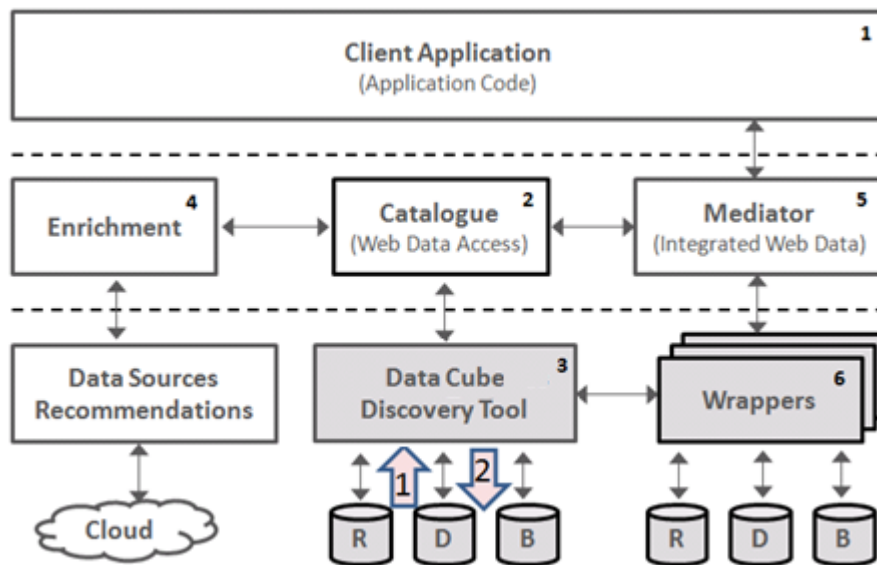 1
Client Application
(Application Code)
4
Enrichment
2
Catalogue
(Web Data Access)
5
Mediator
(Integrated Web Data)
Data Sources
Recommendations
3
Data Cube
Discovery Tool
6
Wrappers
1
2
Cloud
R
D
B
R
D
B